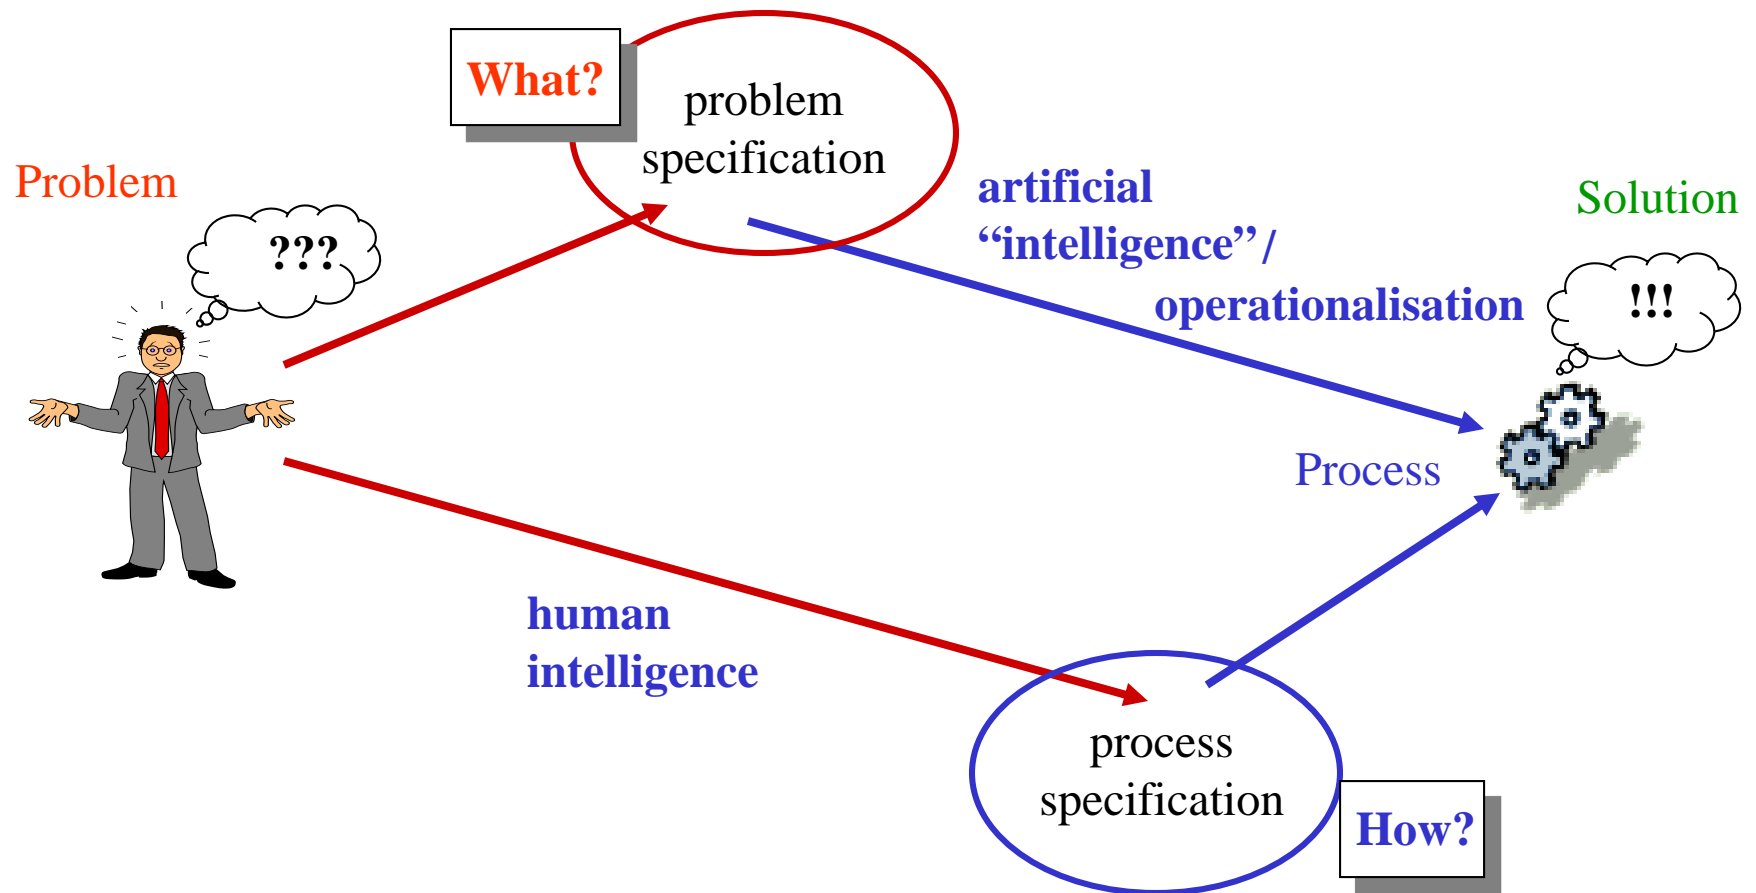 What?
problem
specification
Problem
???
artificial
“intelligence”/
operationalisation
Solution
!!!
Process
human
intelligence
process
specification
How?